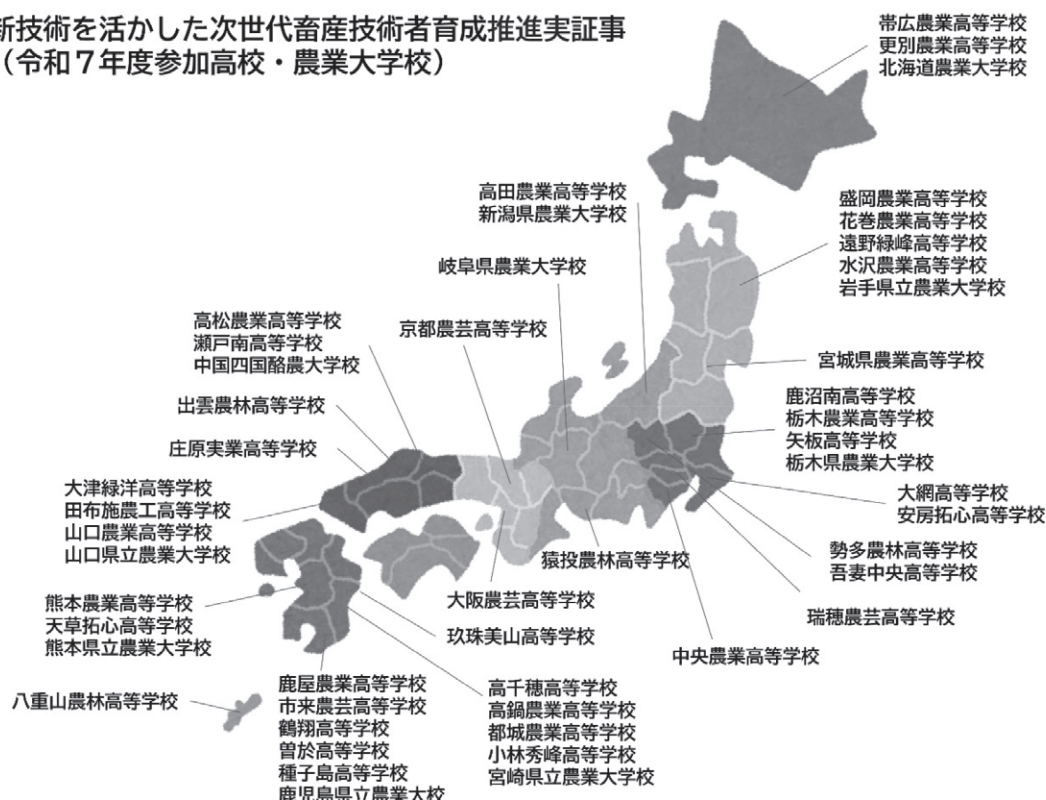 新技術を活かした次世代畜産技術者育成推進実証事
（令和７年度参加高校・農業大学校）
帯広農業高等学校
更別農業高等学校
北海道農業大学校
高田農業高等学校
新潟県農業大学校
盛岡農業高等学校
花巻農業高等学校
遠野緑峰高等学校
水沢農業高等学校
岩手県立農業大学校
岐阜県農業大学校
高松農業高等学校
瀬戸南高等学校
中国四国酪農大学校
京都農芸高等学校
宮城県農業高等学校
出雲農林高等学校
鹿沼南高等学校
栃木農業高等学校
矢板高等学校
栃木県農業大学校
庄原実業高等学校
大津緑洋高等学校
田布施農工高等学校
山口農業高等学校
山口県立農業大学校
大網高等学校
安房拓心高等学校
猿投農林高等学校
勢多農林高等学校
吾妻中央高等学校
熊本農業高等学校
天草拓心高等学校
熊本県立農業大学校
大阪農芸高等学校
瑞穂農芸高等学校
玖珠美山高等学校
中央農業高等学校
八重山農林高等学校
鹿屋農業高等学校
市来農芸高等学校
鶴翔高等学校
曽於高等学校
種子島高等学校
鹿児島県立農業大校
高千穂高等学校
高鍋農業高等学校
都城農業高等学校
小林秀峰高等学校
宮崎県立農業大学校